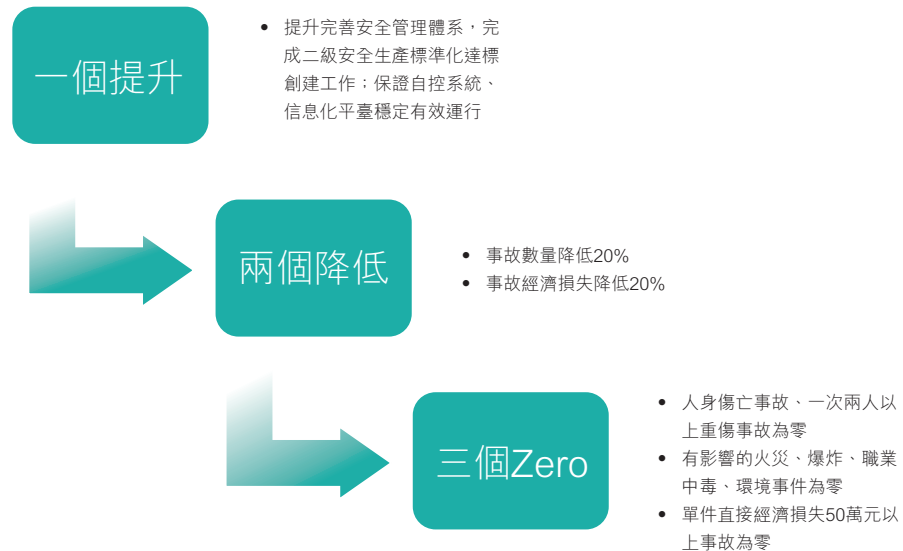 一個提升
• 提升完善安全管理體系，完
成二級安全生產標準化達標
創建工作；保證自控系統、
信息化平臺穩定有效運行
兩個降低
• 事故數量降低20%
• 事故經濟損失降低20%
三個Zero
• 人身傷亡事故、一次兩人以
上重傷事故為零
• 有影響的火災、爆炸、職業
中毒、環境事件為零
• 單件直接經濟損失50萬元以
上事故為零